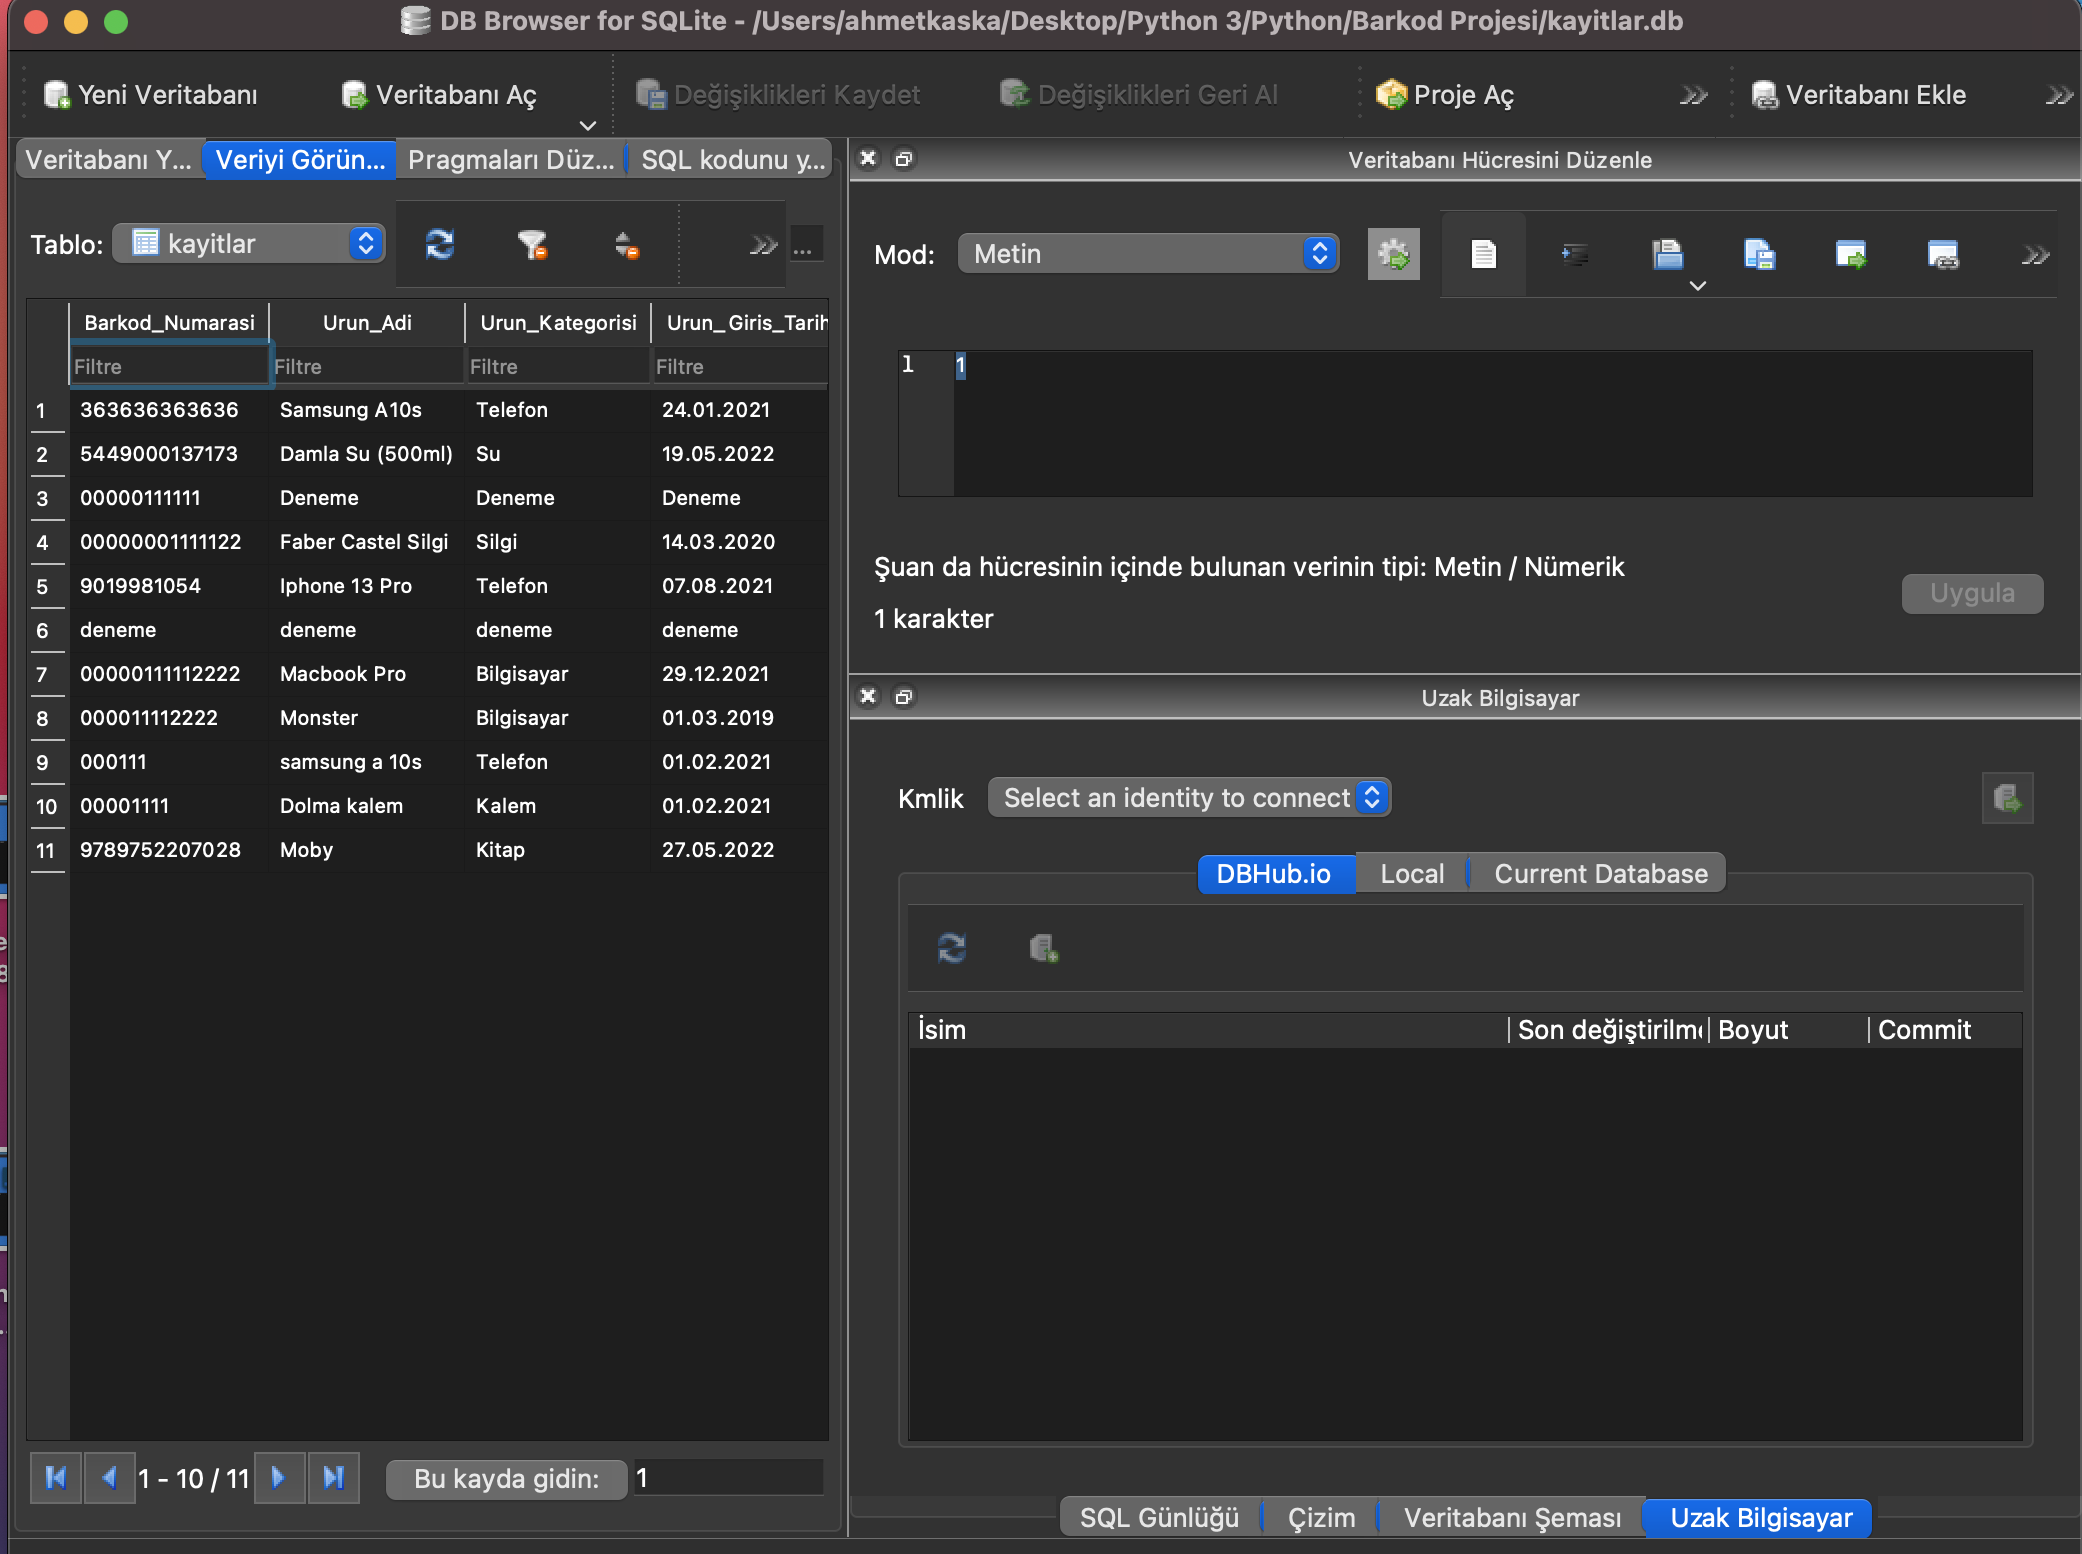 DB Browser for SQLite - /Users/ahmetkaska/Desktop/Python 3/Python/Barkod Projesi/kayitlar.db
Yeni Veritabanı Veritabanı Aç Değişiklikleri Kaydet Değişiklikleri Geri Al Proje Aç Veritabanı Ekle
Veritabanı Y... Veriyi Görün... Pragmaları Düz... SQL kodunu y...
Tablo: kayitlar ...
Barkod_Numarasi Urun_Adi Urun_Kategorisi Urun_Giris_Tarih
Filtre Filtre Filtre Filtre
1 363636363636 Samsung A10s Telefon 24.01.2021
2 5449000137173 Damla Su (500ml) Su 19.05.2022
3 00000111111 Deneme Deneme Deneme
4 00000001111122 Faber Castel Silgi Silgi 14.03.2020
5 9019981054 Iphone 13 Pro Telefon 07.08.2021
6 deneme deneme deneme deneme
7 00000111112222 Macbook Pro Bilgisayar 29.12.2021
8 000011112222 Monster Bilgisayar 01.03.2019
9 000111 samsung a 10s Telefon 01.02.2021
10 00001111 Dolma kalem Kalem 01.02.2021
11 9789752207028 Moby Kitap 27.05.2022
1 - 10 / 11 Bu kayda gidin: 1
Veritabanı Hücresini Düzenle
Mod: Metin
1 1
Şuan da hücresinin içinde bulunan verinin tipi: Metin / Nümerik
1 karakter
Uygula
Uzak Bilgisayar
Kmlik Select an identity to connect
DBHub.io Local Current Database
İsim Son değiştirilm Boyut Commit
SQL Günlüğü Çizim Veritabanı Şeması Uzak Bilgisayar